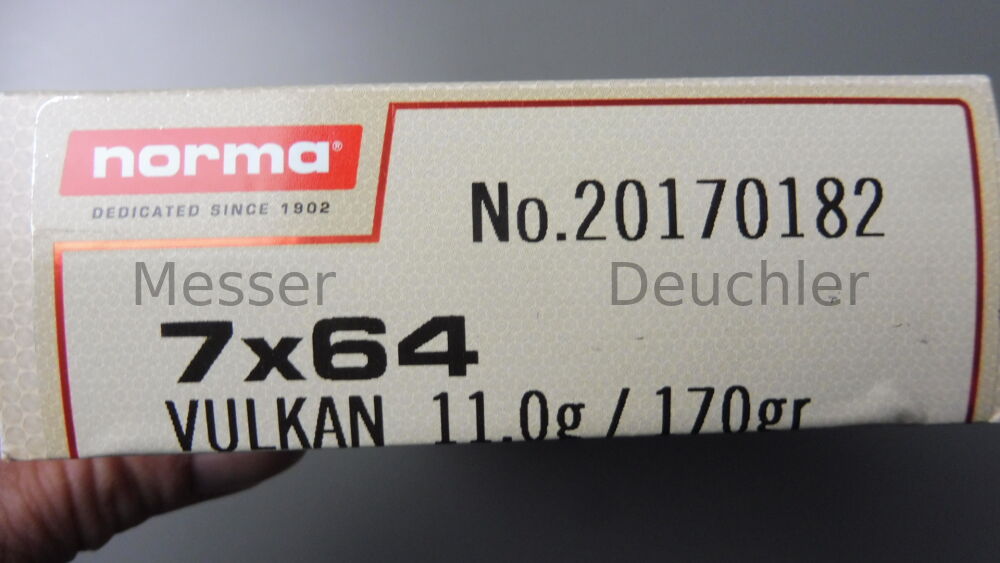 norma®
DEDICATED SINCE 1902
No.20170182
Messer Deuchler
7x64
VULKAN 11.0g / 170gr